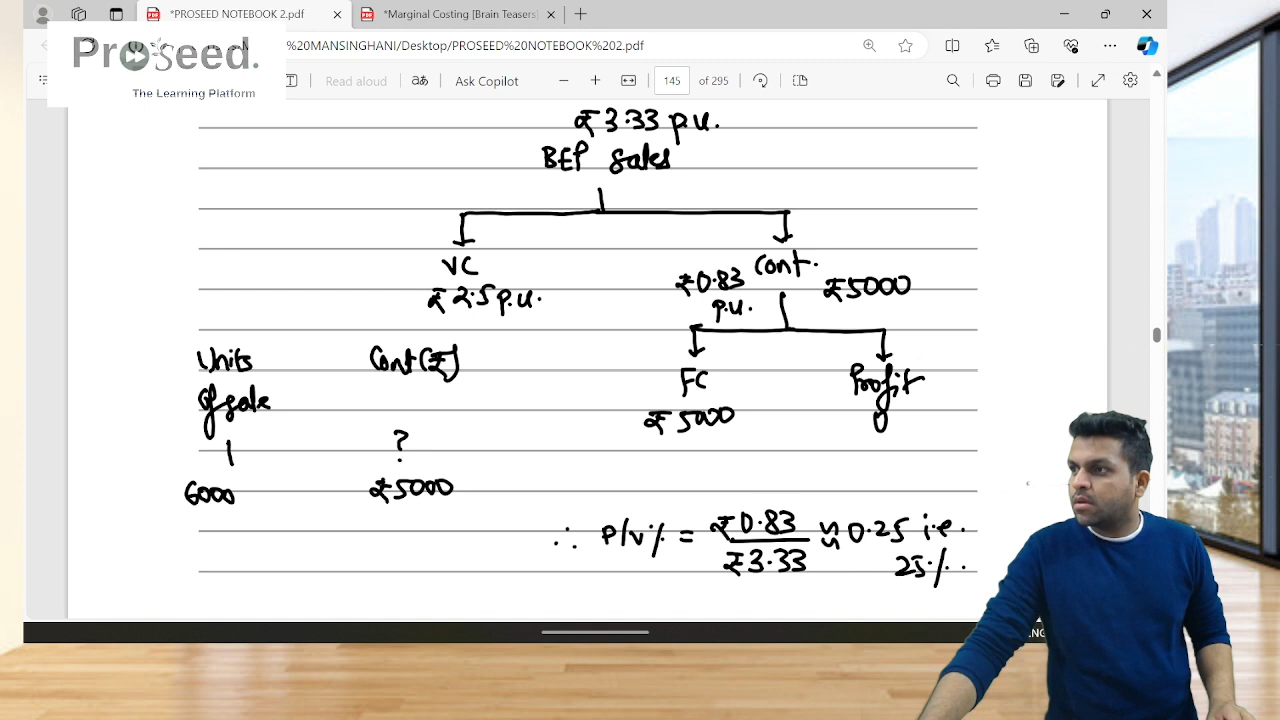 *PROSEED NOTEBOOK 2.pdf
*Marginal Costing [Brain Teasers]
Proseed.
The Learning Platform
%20MANSINGHANI/Desktop/PROSEED%20NOTEBOOK%202.pdf
Read aloud
Ask Copilot
145 of 295
₹3.33 p.u.
BEP Sales
VC
₹2.5 p.u.
Cont.
₹0.83 p.u.
₹5000
FC
₹5000
Profit
0
Units of sale
Cont(₹)
1
?
6000
₹5000
∴ P/V% = ₹0.83 / ₹3.33 ≈ 0.25 i.e. 25%.